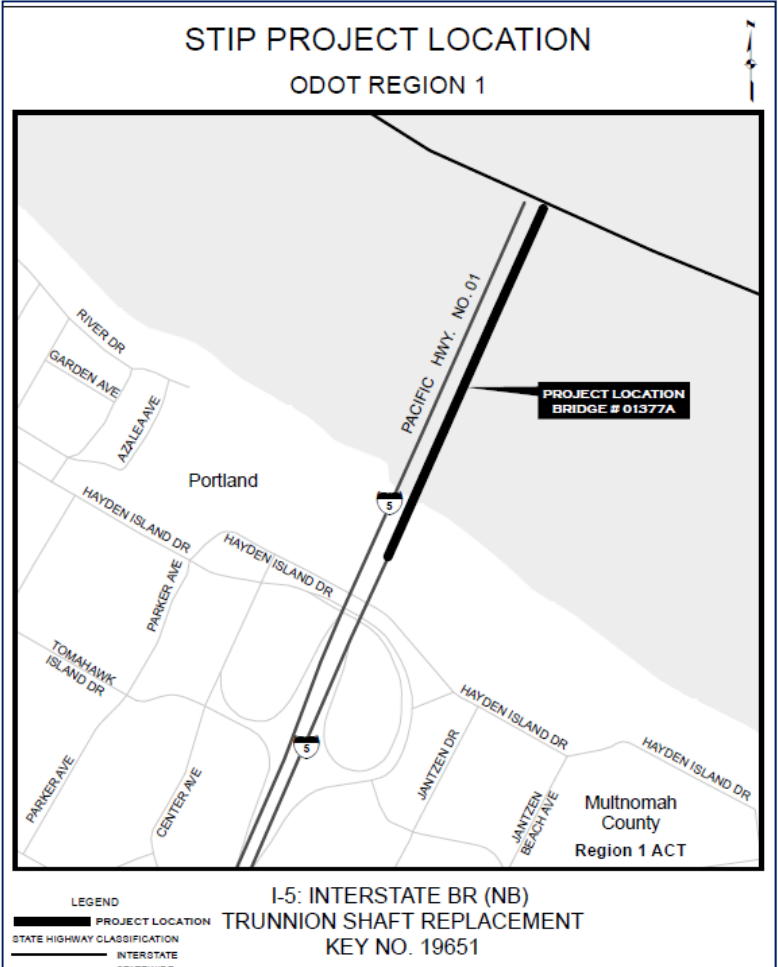 STIP PROJECT LOCATION
ODOT REGION 1
PACIFIC HWY. NO. 01
RIVER DR
GARDEN AVE
AZALEA AVE
PROJECT LOCATION
BRIDGE # 01377A
Portland
5
HAYDEN ISLAND DR
HAYDEN ISLAND DR
PARKER AVE
TOMAHAWK
ISLAND DR
HAYDEN ISLAND DR
HAYDEN ISLAND DR
5
JANTZEN DR
PARKER AVE
CENTER AVE
JANTZEN
BEACH AVE
Multnomah
County
Region 1 ACT
LEGEND
PROJECT LOCATION
STATE HIGHWAY CLASSIFICATION
INTERSTATE
I-5: INTERSTATE BR (NB)
TRUNNION SHAFT REPLACEMENT
KEY NO. 19651